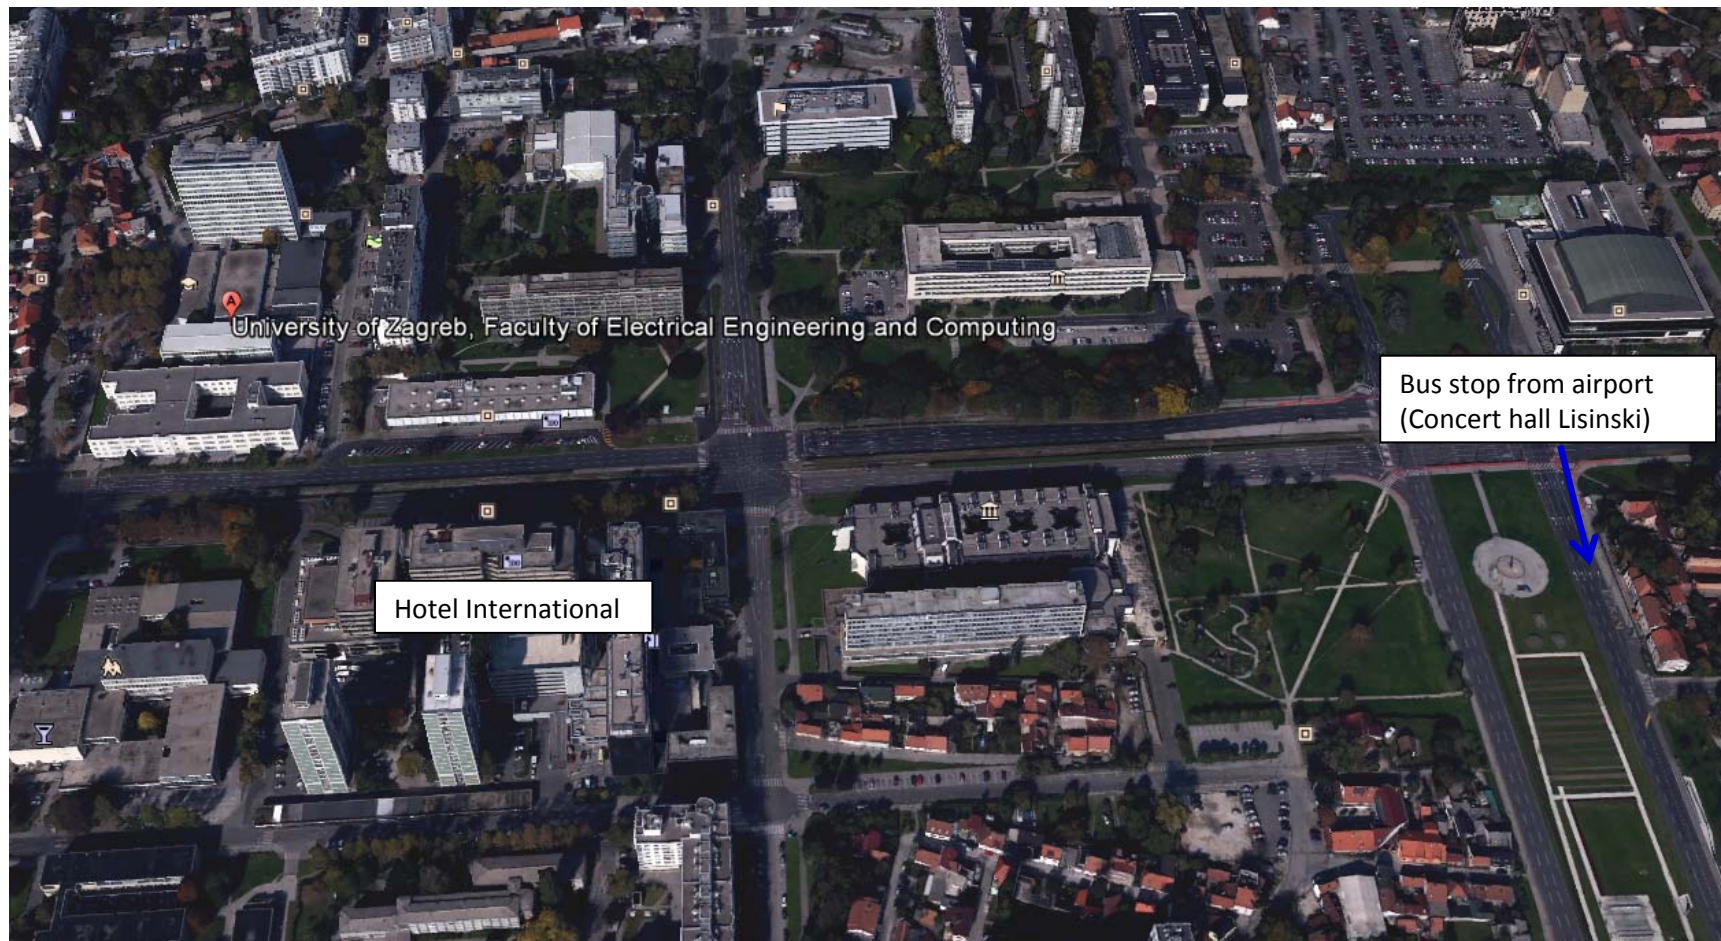 A
University of Zagreb, Faculty of Electrical Engineering and Computing
Bus stop from airport
(Concert hall Lisinski)
Hotel International